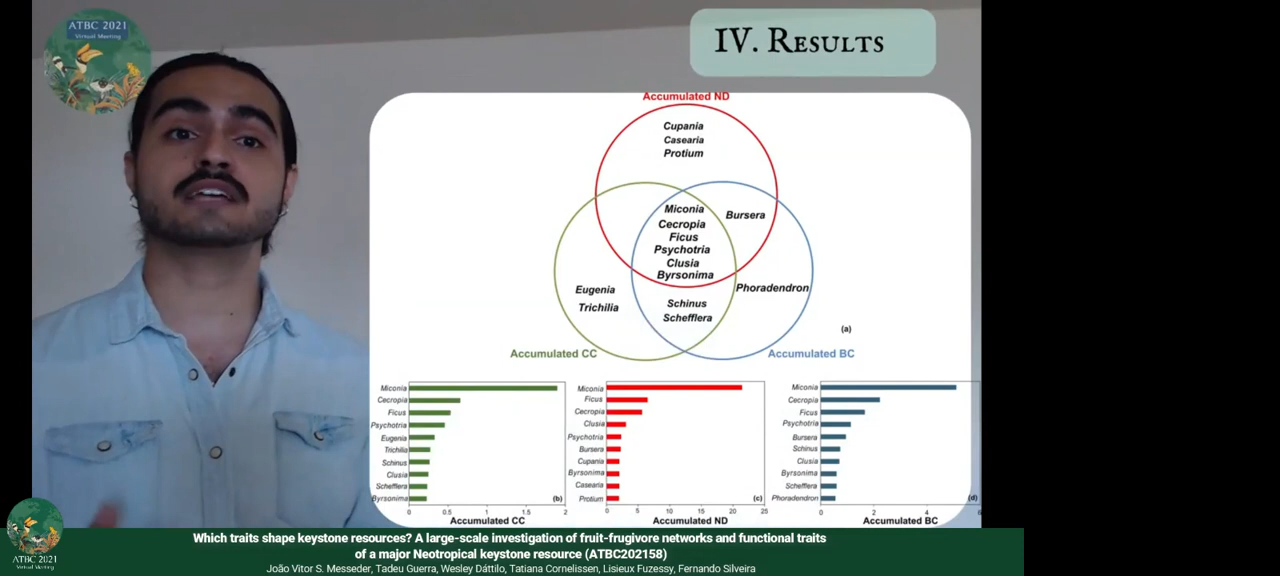 ATBC 2021
Virtual Meeting
IV. RESULTS
Accumulated ND
Cupania
Casearia
Protium
Miconia
Cecropia
Ficus
Psychotria
Clusia
Byrsonima
Bursera
Eugenia
Trichilia
Schinus
Schefflera
Phoradendron
(a)
Accumulated CC
Accumulated BC
Miconia
Cecropia
Ficus
Psychotria
Eugenia
Trichilia
Schinus
Clusia
Schefflera
Byrsonima
(b)
0 0.5 1 1.5 2
Accumulated CC
Miconia
Ficus
Cecropia
Clusia
Psychotria
Bursera
Cupania
Byrsonima
Casearia
Protium
(c)
0 5 10 15 20 25
Accumulated ND
Miconia
Cecropia
Ficus
Psychotria
Bursera
Schinus
Clusia
Byrsonima
Schefflera
Phoradendron
(d)
0 2 4 6
Accumulated BC
ATBC 2021
Virtual Meeting
Which traits shape keystone resources? A large-scale investigation of fruit-frugivore networks and functional traits
of a major Neotropical keystone resource (ATBC202158)
João Vitor S. Messeder, Tadeu Guerra, Wesley Dáttilo, Tatiana Cornelissen, Lisieux Fuzessy, Fernando Silveira